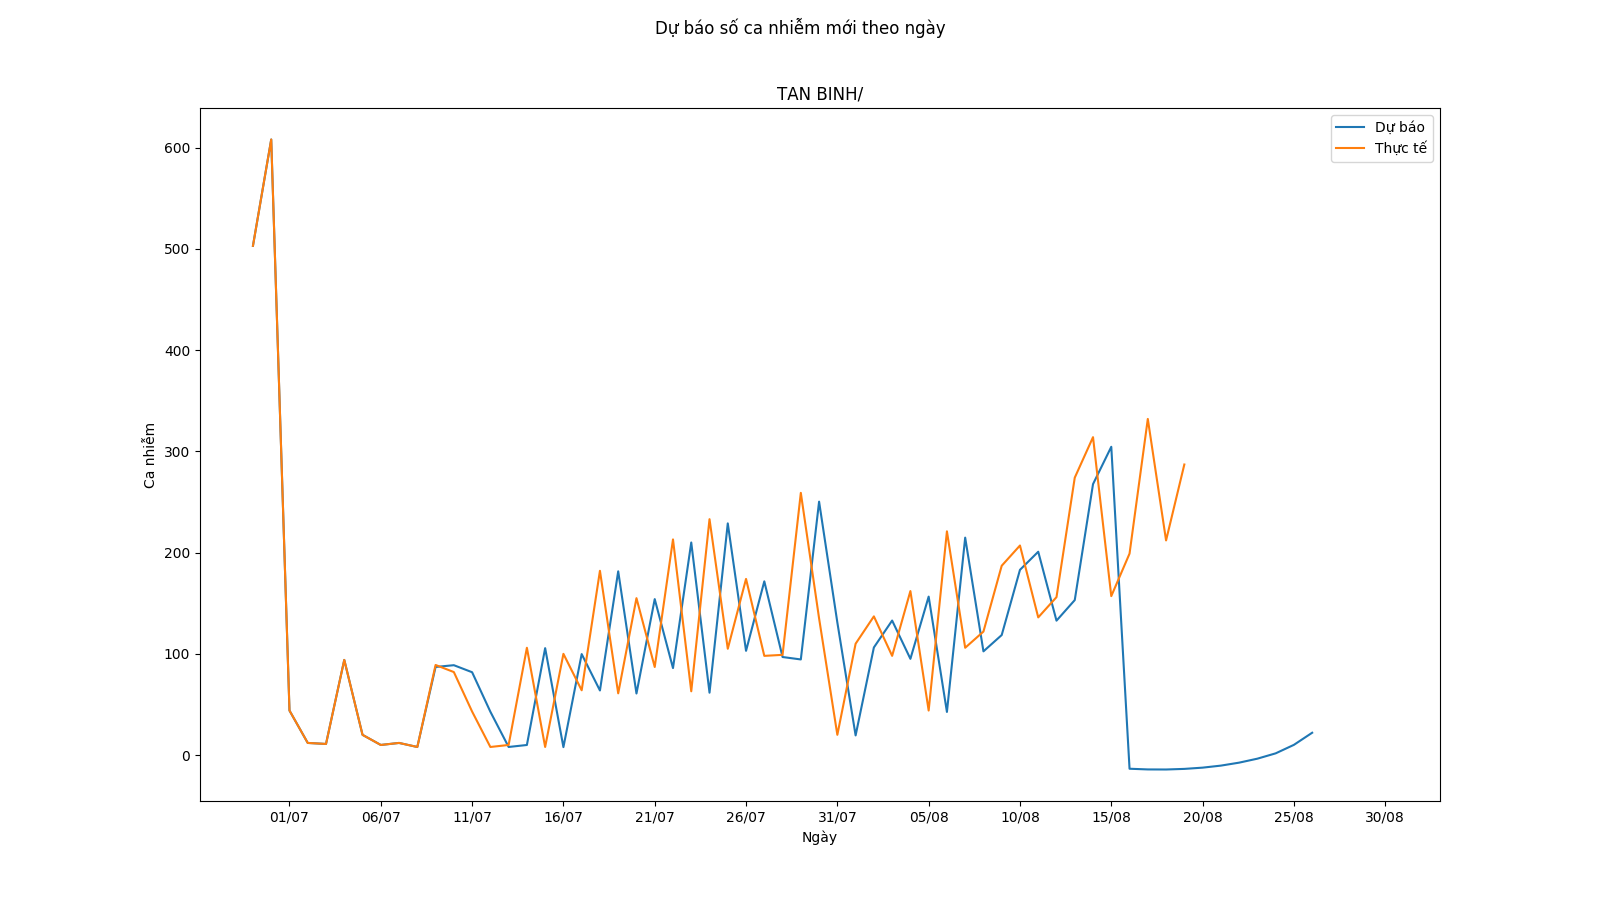 Dự báo số ca nhiễm mới theo ngày
TAN BINH/
Dự báo
Thực tế
600
500
400
300
200
100
0
Ca nhiễm
01/07 06/07 11/07 16/07 21/07 26/07 31/07 05/08 10/08 15/08 20/08 25/08 30/08
Ngày